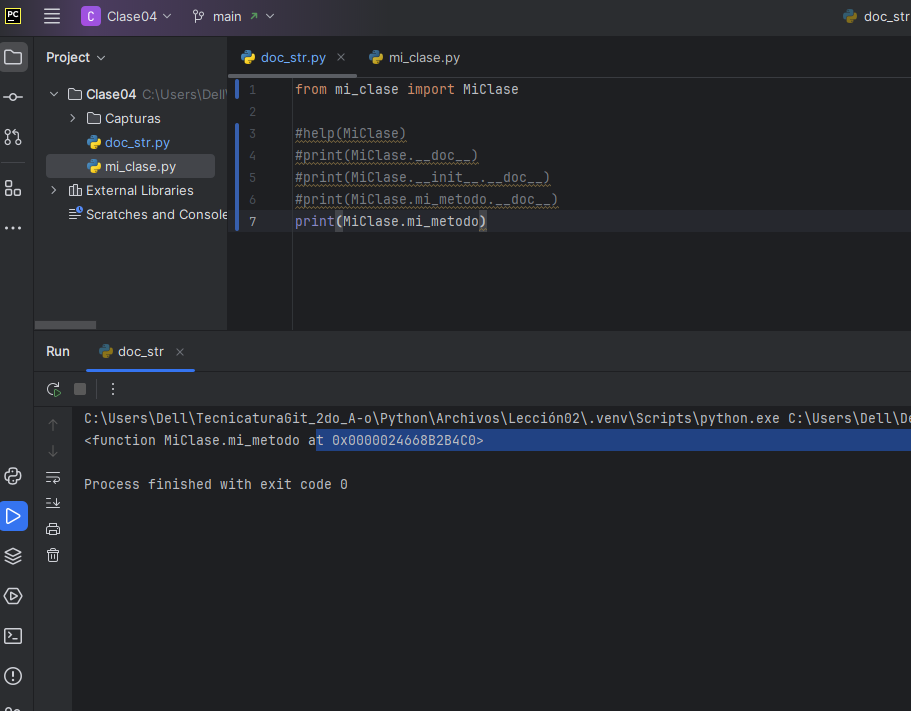 PC
C Clase04 main doc_str
Project
Clase04 C:\Users\Dell\
Capturas
doc_str.py
mi_clase.py
External Libraries
Scratches and Console
doc_str.py mi_clase.py
1 from mi_clase import MiClase
2
3 #help(MiClase)
4 #print(MiClase.__doc__)
5 #print(MiClase.__init__.__doc__)
6 #print(MiClase.mi_metodo.__doc__)
7 print(MiClase.mi_metodo)
Run doc_str
C:\Users\Dell\TecnicaturaGit_2do_A-o\Python\Archivos\Lección02\.venv\Scripts\python.exe C:\Users\Dell\De
<function MiClase.mi_metodo at 0x0000024668B2B4C0>
Process finished with exit code 0